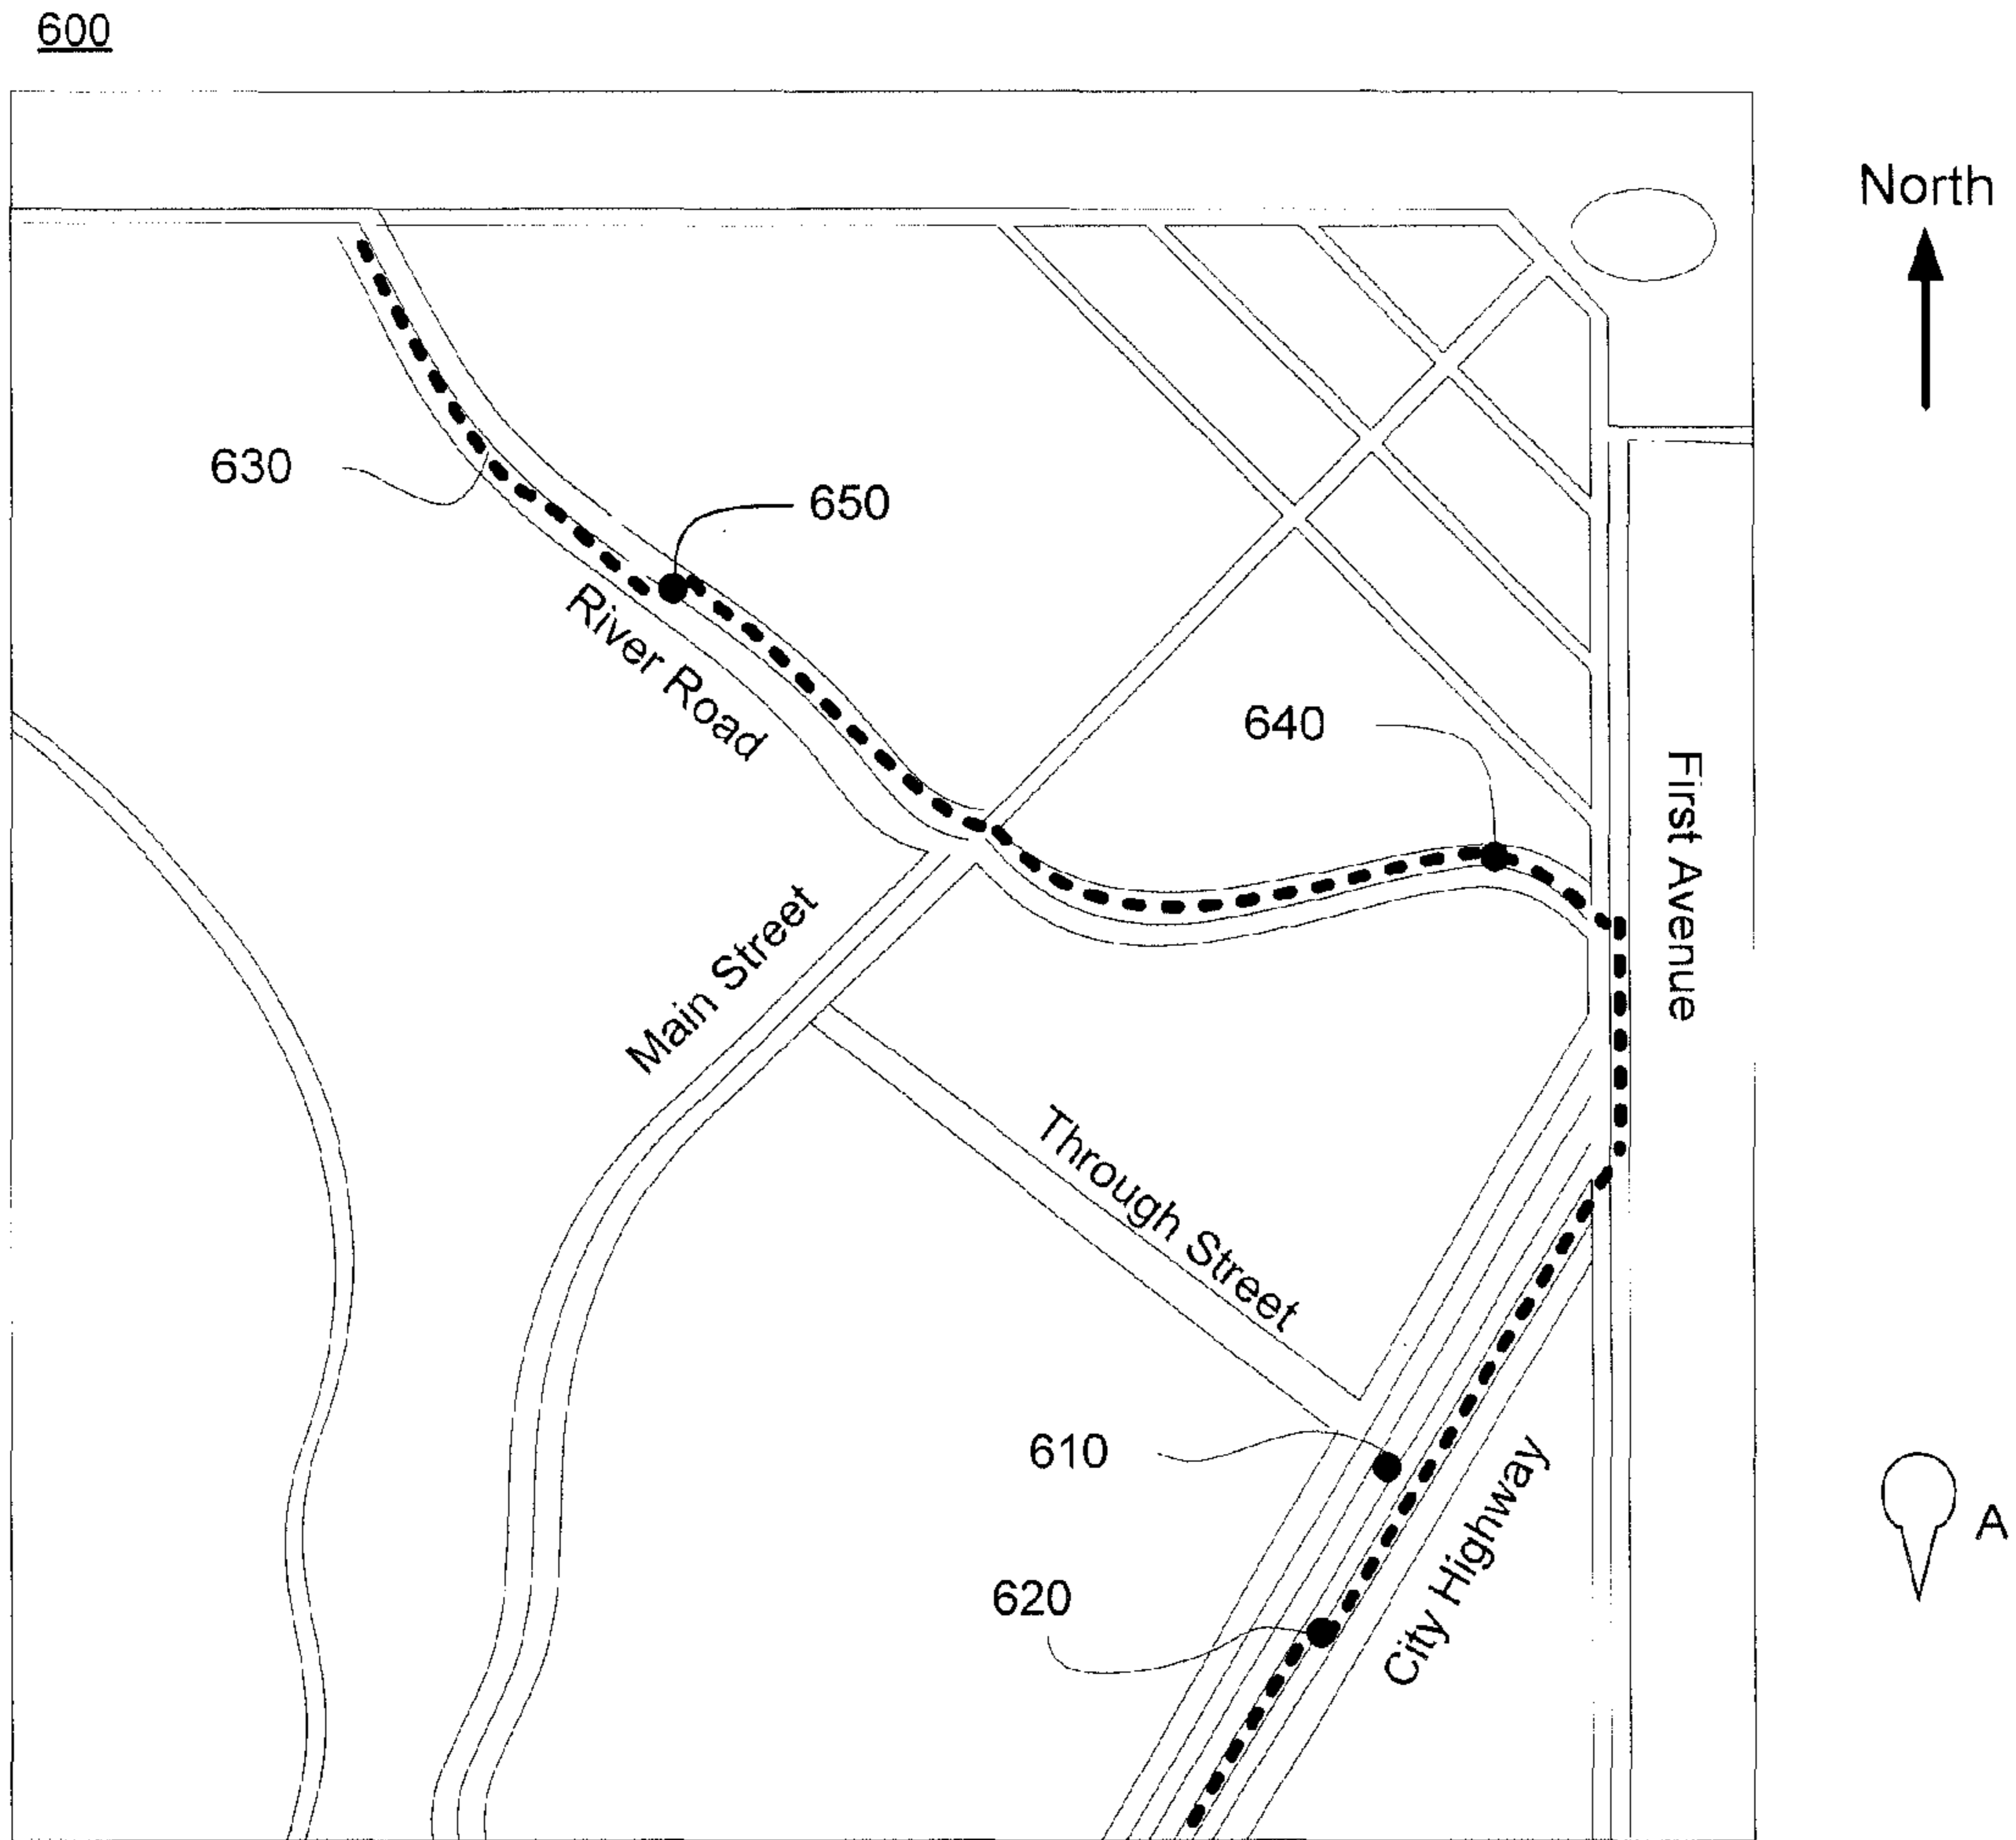 600
North
630
650
River Road
640
First Avenue
Main Street
Through Street
610
620
City Highway
A